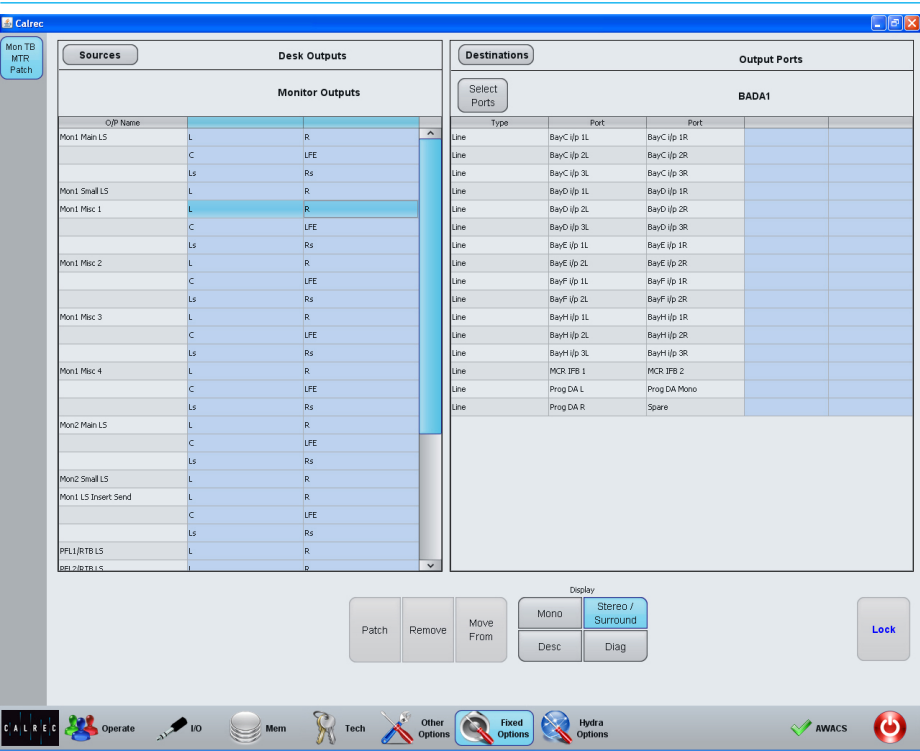 Calrec
Mon TB
MTR
Patch
Sources
Desk Outputs
Monitor Outputs
O/P Name
Mon1 Main LS L R
C LFE
Ls Rs
Mon1 Small LS L R
Mon1 Misc 1 L R
C LFE
Ls Rs
Mon1 Misc 2 L R
C LFE
Ls Rs
Mon1 Misc 3 L R
C LFE
Ls Rs
Mon1 Misc 4 L R
C LFE
Ls Rs
Mon2 Main LS L R
C LFE
Ls Rs
Mon2 Small LS L R
Mon1 LS Insert Send L R
C LFE
Ls Rs
PFL1/RTB LS L R
PFL2/RTB LS L R
Destinations
Output Ports
Select
Ports
BADA1
Type Port Port
Line BayC i/p 1L BayC i/p 1R
Line BayC i/p 2L BayC i/p 2R
Line BayC i/p 3L BayC i/p 3R
Line BayD i/p 1L BayD i/p 1R
Line BayD i/p 2L BayD i/p 2R
Line BayD i/p 3L BayD i/p 3R
Line BayE i/p 1L BayE i/p 1R
Line BayE i/p 2L BayE i/p 2R
Line BayF i/p 1L BayF i/p 1R
Line BayF i/p 2L BayF i/p 2R
Line BayH i/p 1L BayH i/p 1R
Line BayH i/p 2L BayH i/p 2R
Line BayH i/p 3L BayH i/p 3R
Line MCR IFB 1 MCR IFB 2
Line Prog DA L Prog DA Mono
Line Prog DA R Spare
Patch
Remove
Move
From
Display
Mono
Stereo /
Surround
Desc
Diag
Lock
CALREC
Operate
I/O
Mem
Tech
Other
Options
Fixed
Options
Hydra
Options
AWACS